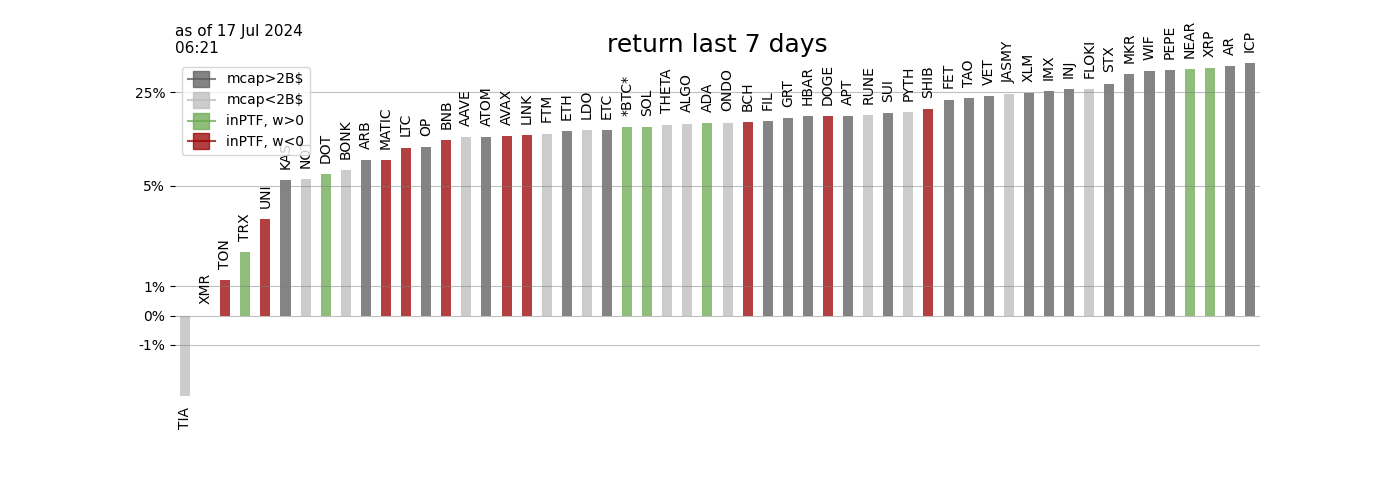 as of 17 Jul 2024
06:21
return last 7 days
mcap>2B$
mcap<2B$
inPTF, w>0
inPTF, w<0
25%
5%
1%
0%
-1%
TIA
XMR
TON
TRX
UNI
KAS
NOT
DOT
BONK
ARB
MATIC
LTC
OP
BNB
AAVE
ATOM
AVAX
LINK
FTM
ETH
LDO
ETC
*BTC*
SOL
THETA
ALGO
ADA
ONDO
BCH
FIL
GRT
HBAR
DOGE
APT
RUNE
SUI
PYTH
SHIB
FET
TAO
VET
JASMY
XLM
IMX
INJ
FLOKI
STX
MKR
WIF
PEPE
NEAR
XRP
AR
ICP